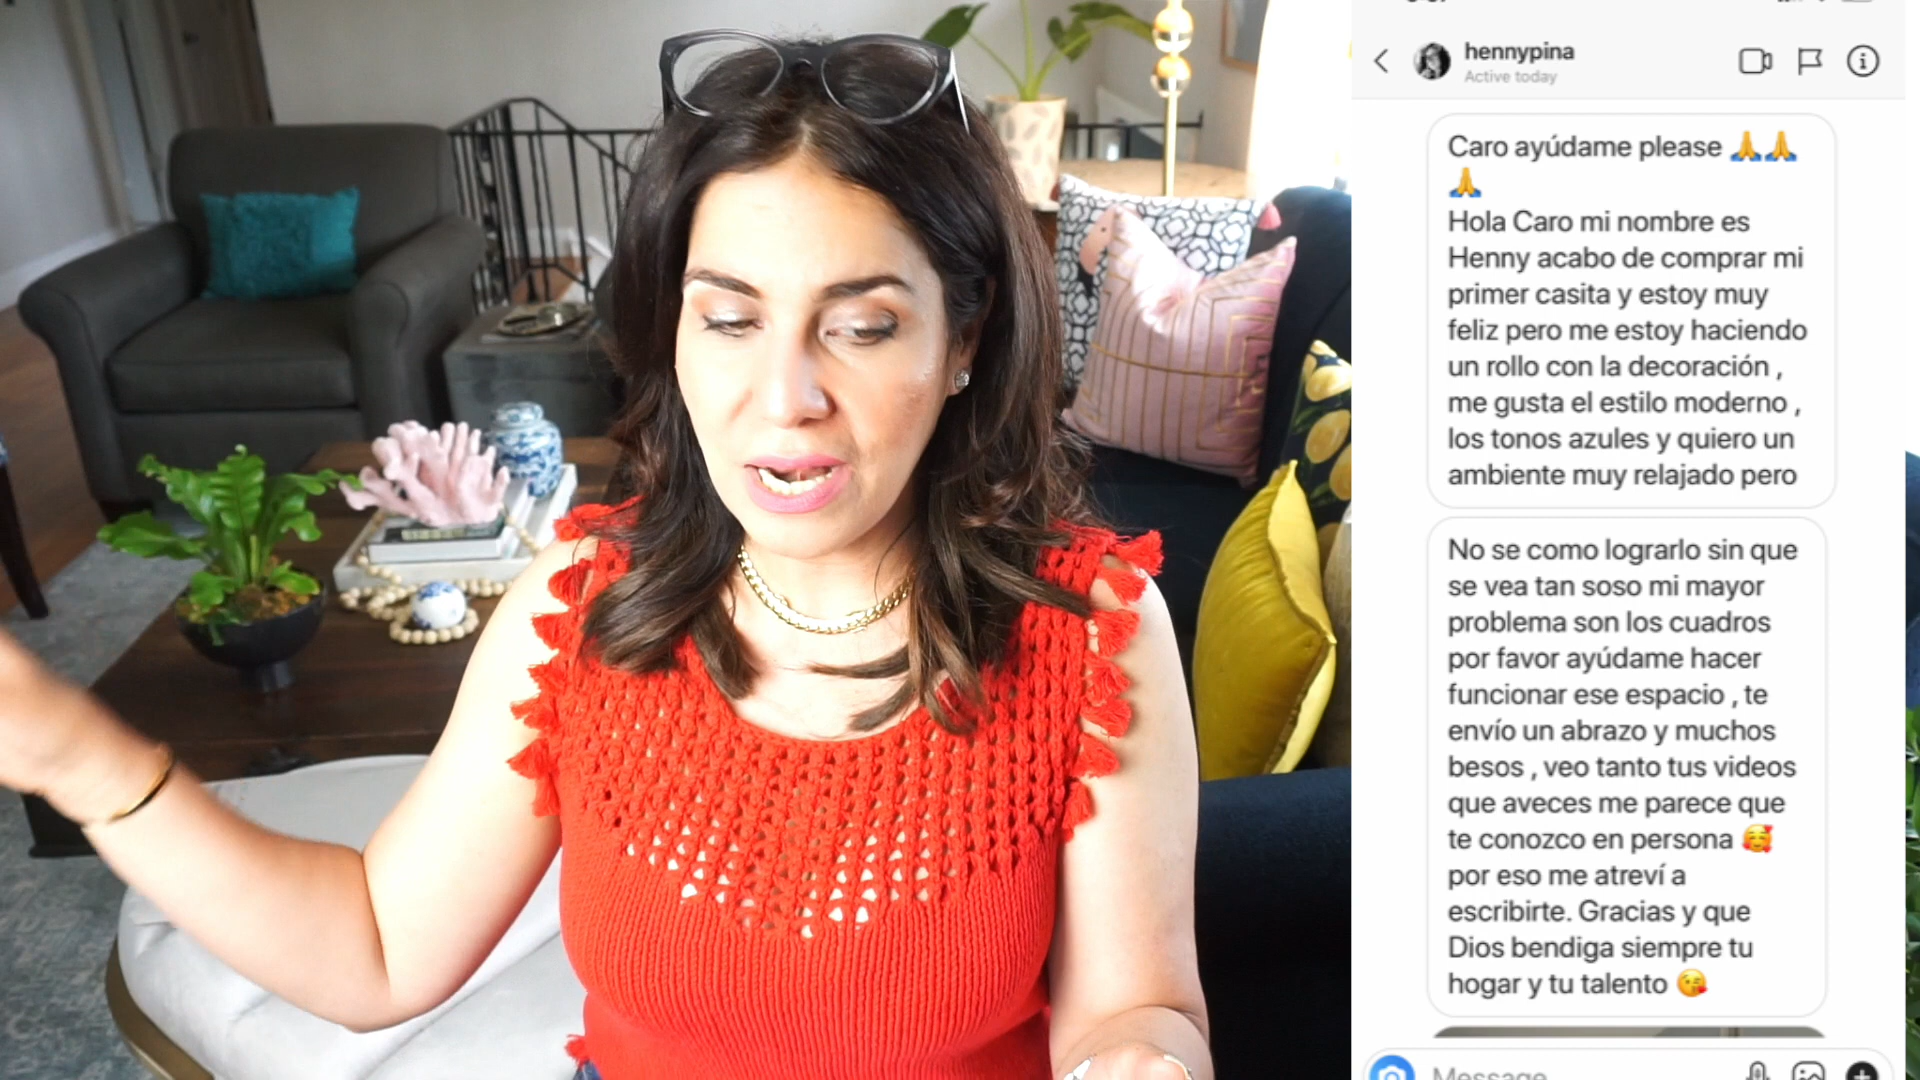 hennypina
Active today
Caro ayúdame please 🙏🙏
🙏
Hola Caro mi nombre es
Henny acabo de comprar mi
primer casita y estoy muy
feliz pero me estoy haciendo
un rollo con la decoración ,
me gusta el estilo moderno ,
los tonos azules y quiero un
ambiente muy relajado pero
No se como lograrlo sin que
se vea tan soso mi mayor
problema son los cuadros
por favor ayúdame hacer
funcionar ese espacio , te
envío un abrazo y muchos
besos , veo tanto tus videos
que aveces me parece que
te conozco en persona 🥰
por eso me atreví a
escribirte. Gracias y que
Dios bendiga siempre tu
hogar y tu talento 😘
Message